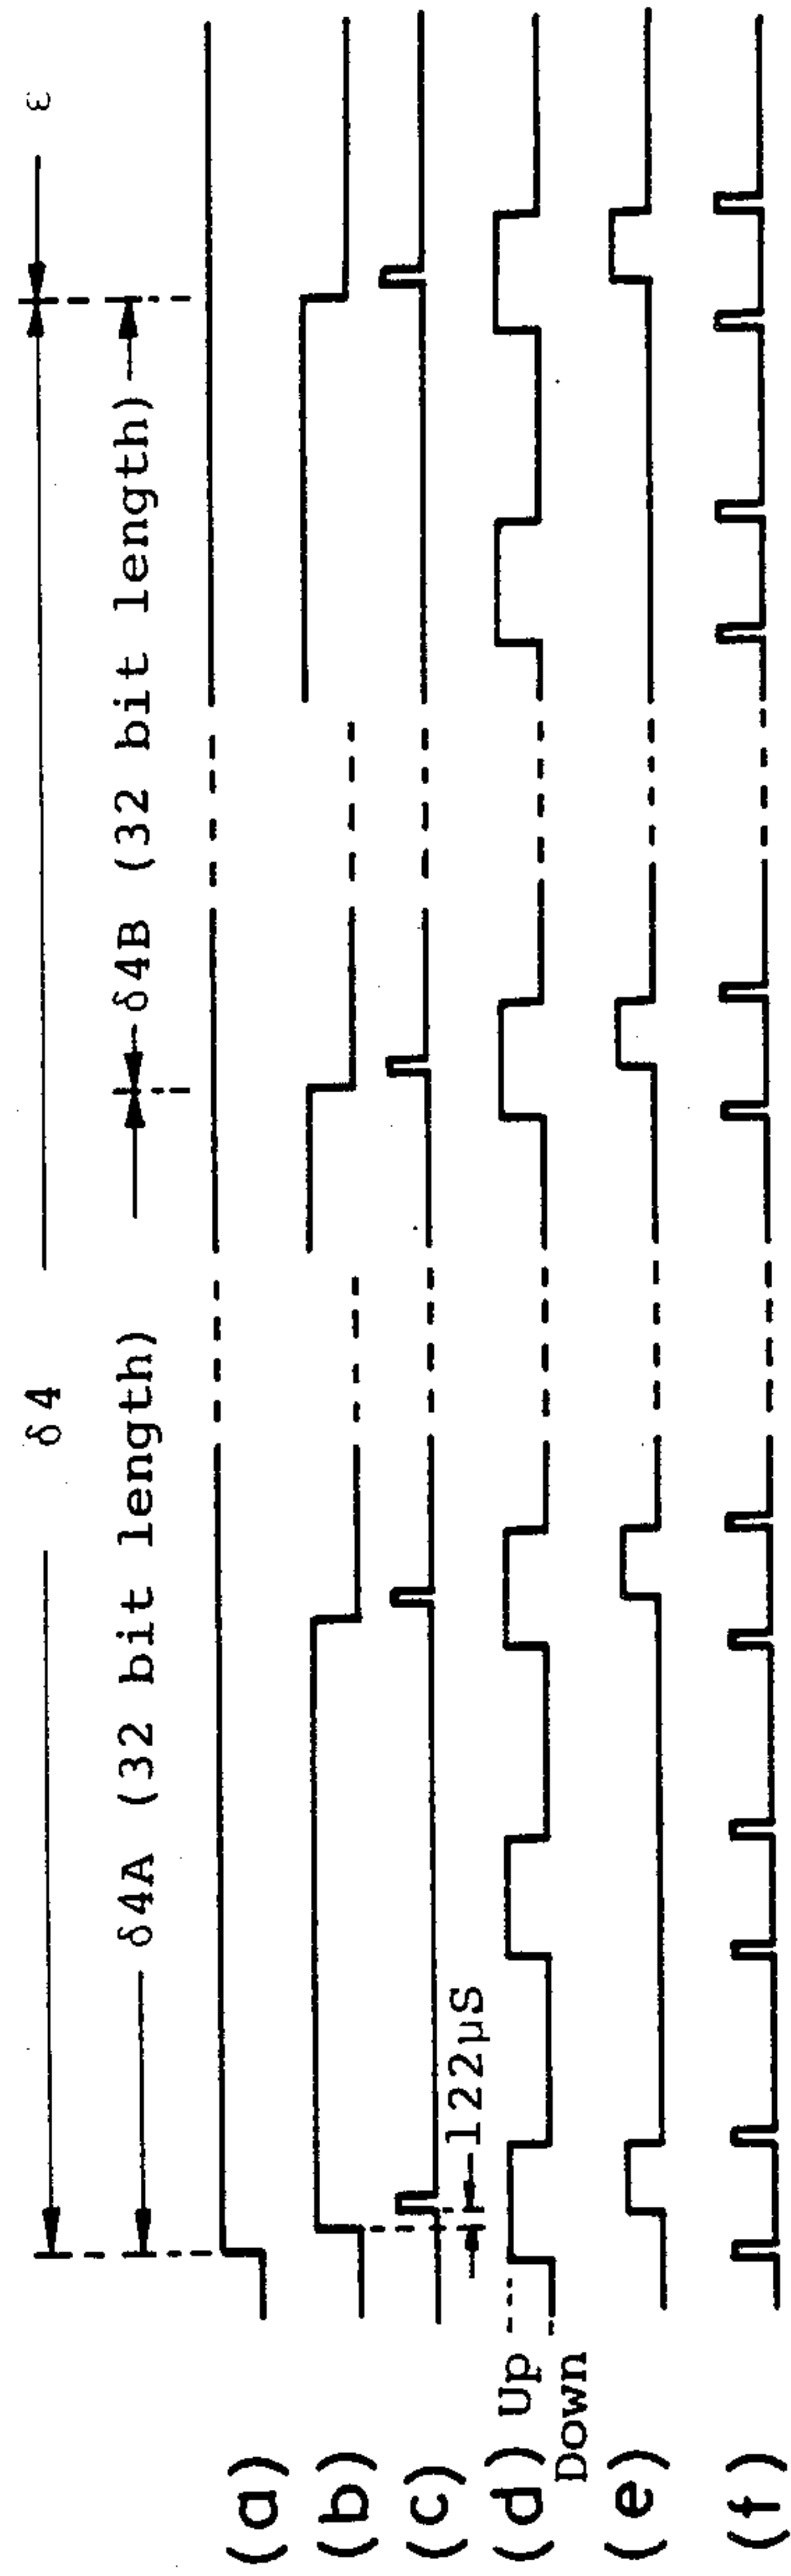 δ4
ε
δ4A (32 bit length)
δ4B (32 bit length)
(a)
(b)
(c)
122μS
(d) Up
Down
(e)
(f)